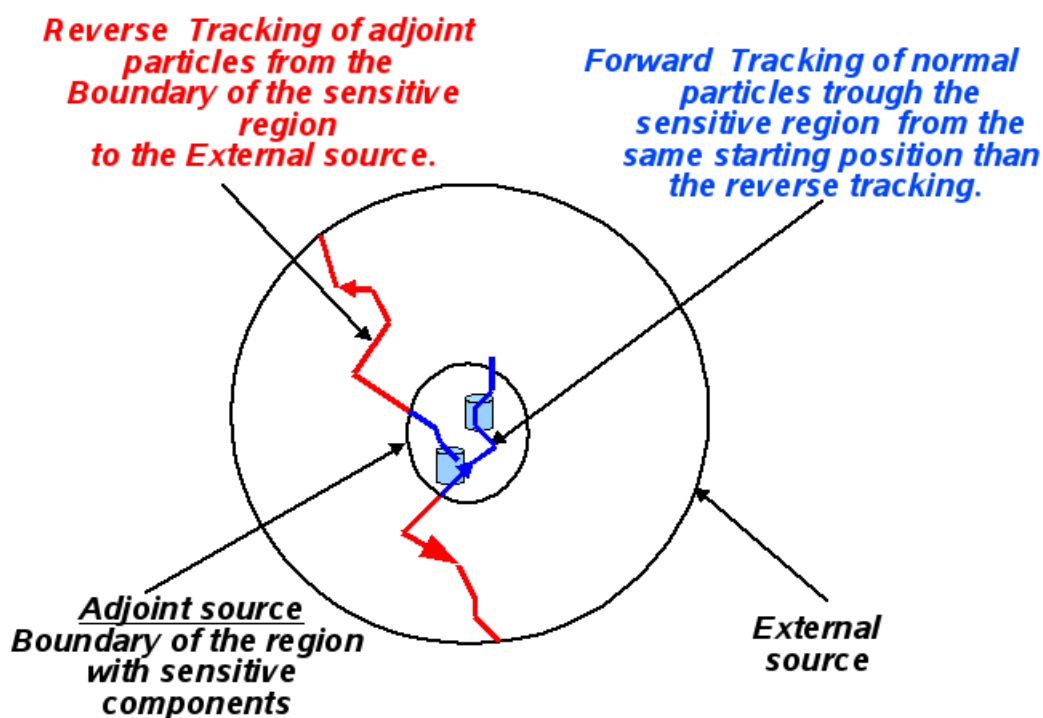 Reverse Tracking of adjoint
particles from the
Boundary of the sensitive
region
to the External source.
Forward Tracking of normal
particles trough the
sensitive region from the
same starting position than
the reverse tracking.
Adjoint source
Boundary of the region
with sensitive
components
External
source